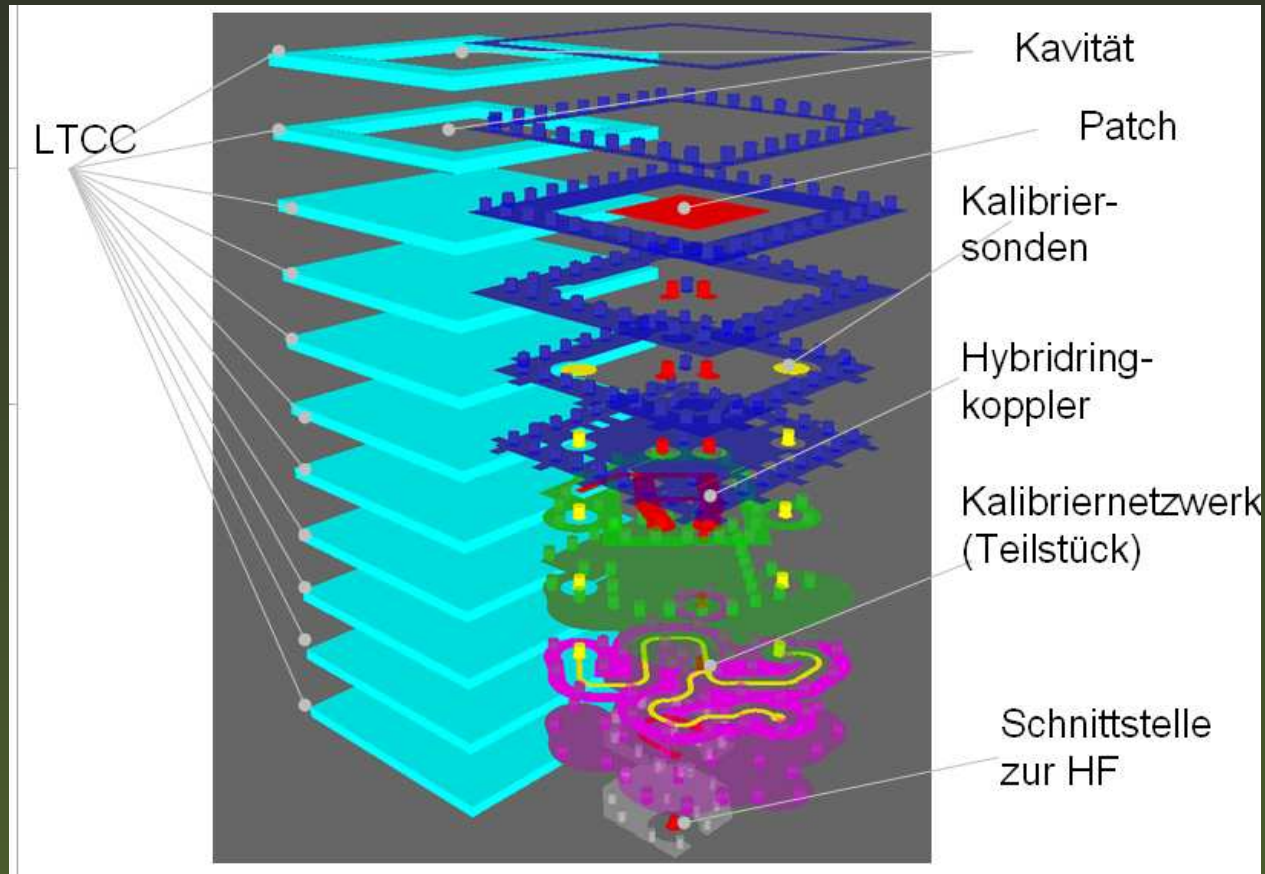 Kavität
LTCC
Patch
Kalibrier-
sonden
Hybridring-
koppler
Kalibriernetzwerk
(Teilstück)
Schnittstelle
zur HF